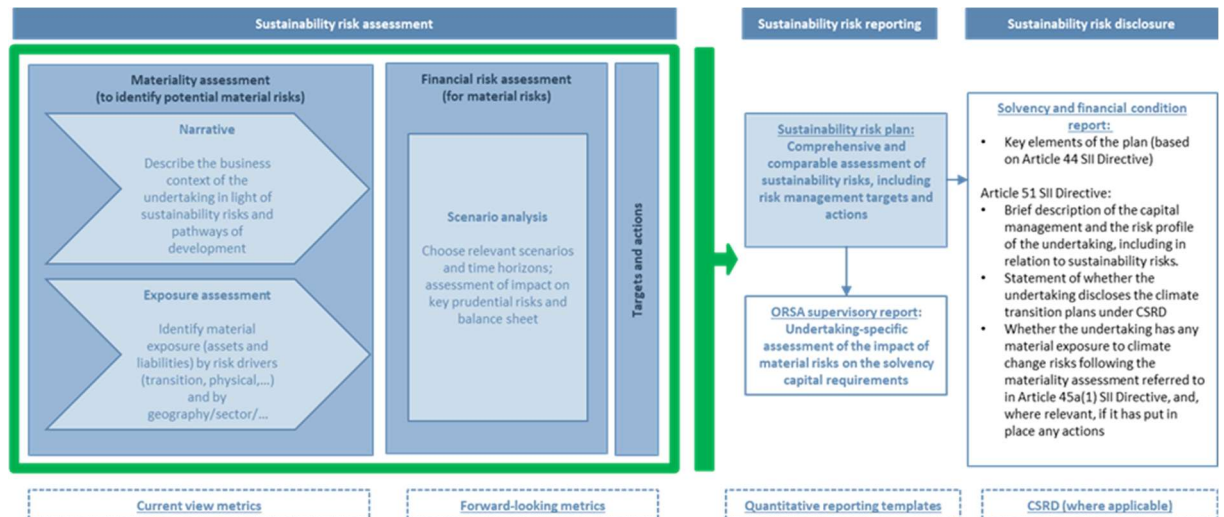 Sustainability risk assessment
Materiality assessment
(to identify potential material risks)
Narrative
Describe the business
context of the
undertaking in light of
sustainability risks and
pathways of
development
Exposure assessment
Identify material
exposure (assets and
liabilities) by risk drivers
(transition, physical,...)
and by
geography/sector/...
Financial risk assessment
(for material risks)
Scenario analysis
Choose relevant scenarios
and time horizons;
assessment of impact on
key prudential risks and
balance sheet
Targets and actions
Current view metrics
Forward-looking metrics
Sustainability risk reporting
Sustainability risk plan:
Comprehensive and
comparable assessment of
sustainability risks, including
risk management targets and
actions
ORSA supervisory report:
Undertaking-specific
assessment of the impact of
material risks on the solvency
capital requirements
Quantitative reporting templates
Sustainability risk disclosure
Solvency and financial condition
report:
• Key elements of the plan (based
on Article 44 SII Directive)
Article 51 SII Directive:
• Brief description of the capital
management and the risk profile
of the undertaking, including in
relation to sustainability risks.
• Statement of whether the
undertaking discloses the climate
transition plans under CSRD
• Whether the undertaking has any
material exposure to climate
change risks following the
materiality assessment referred to
in Article 45a(1) SII Directive, and,
where relevant, if it has put in
place any actions
CSRD (where applicable)